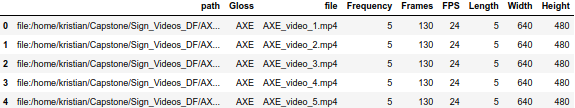 path Gloss file Frequency Frames FPS Length Width Height
0 file:/home/kristian/Capstone/Sign_Videos_DF/AX... AXE AXE_video_1.mp4 5 130 24 5 640 480
1 file:/home/kristian/Capstone/Sign_Videos_DF/AX... AXE AXE_video_2.mp4 5 130 24 5 640 480
2 file:/home/kristian/Capstone/Sign_Videos_DF/AX... AXE AXE_video_3.mp4 5 130 24 5 640 480
3 file:/home/kristian/Capstone/Sign_Videos_DF/AX... AXE AXE_video_4.mp4 5 130 24 5 640 480
4 file:/home/kristian/Capstone/Sign_Videos_DF/AX... AXE AXE_video_5.mp4 5 130 24 5 640 480